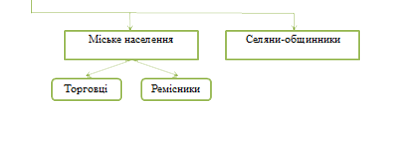 Міське населення
Селяни-общинники
Торговці
Ремісники